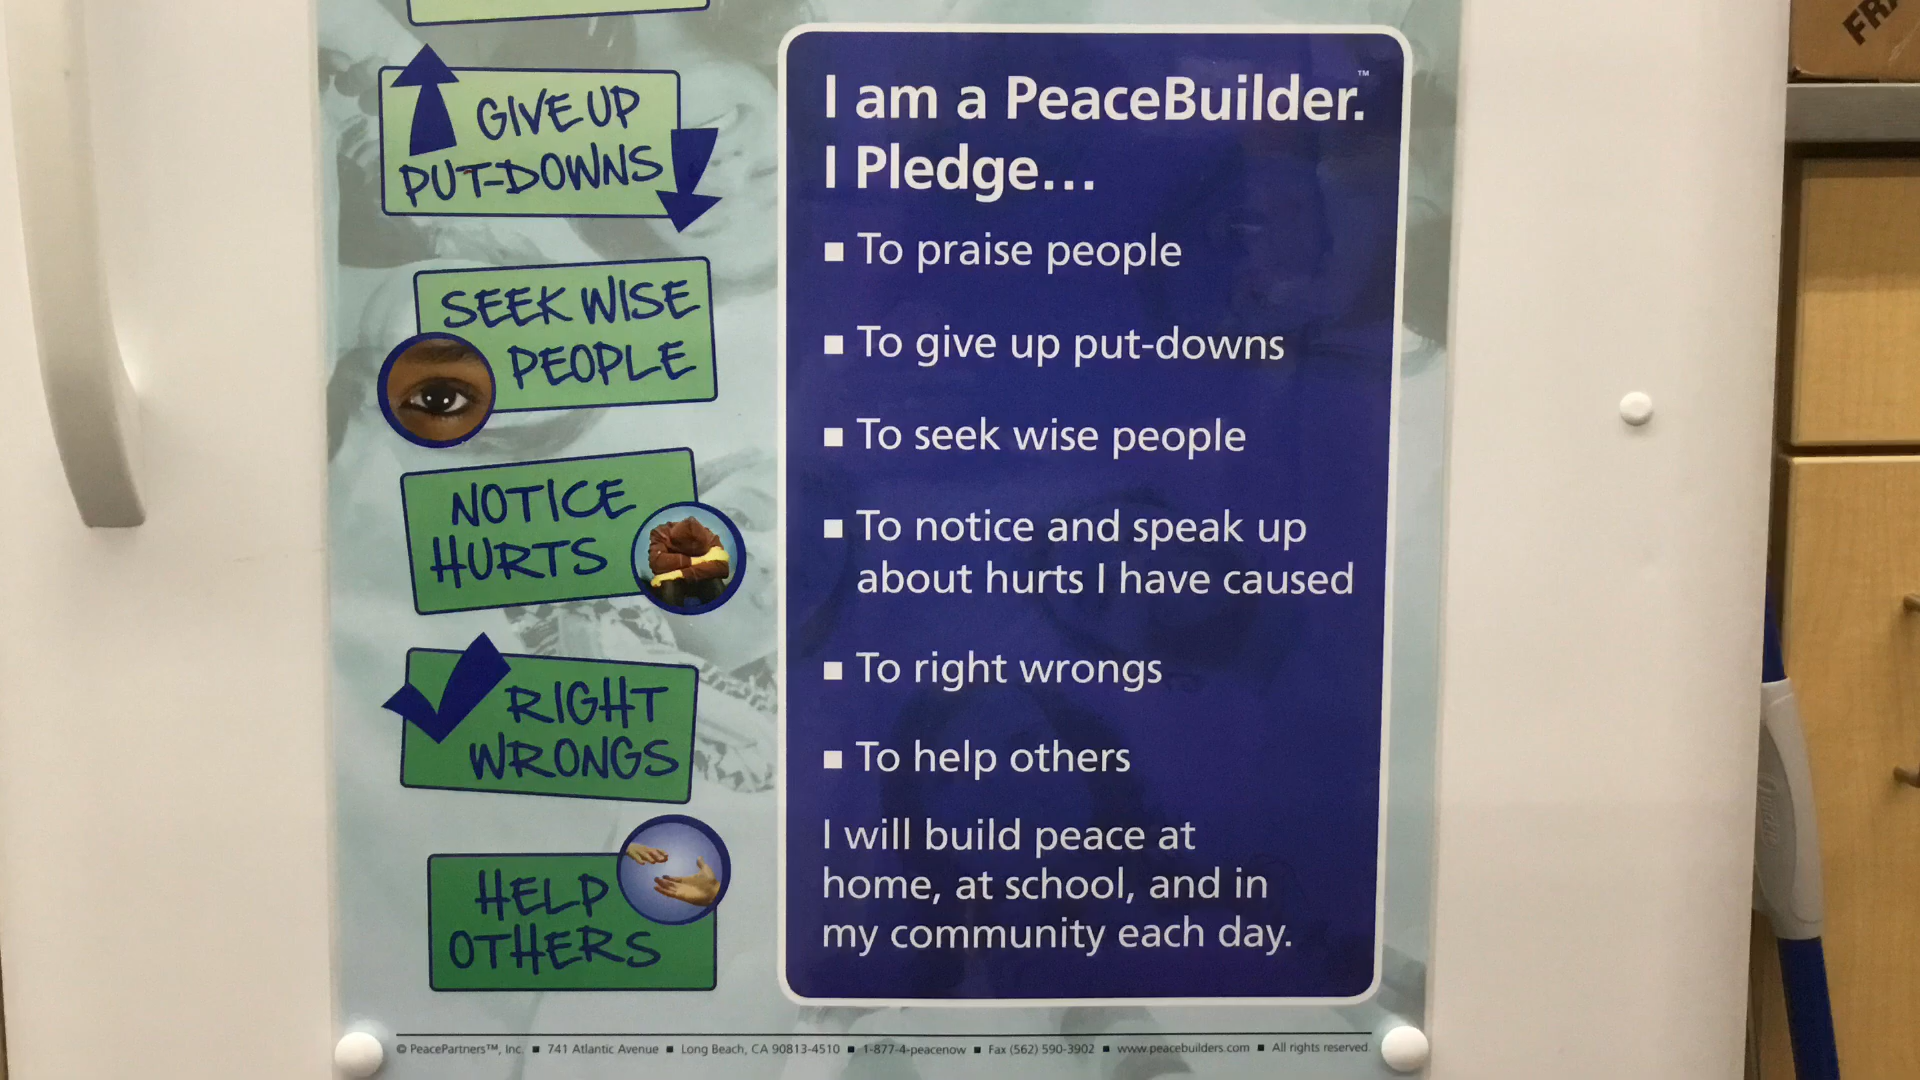 GIVE UP
PUT-DOWNS
SEEK WISE
PEOPLE
NOTICE
HURTS
RIGHT
WRONGS
HELP
OTHERS
I am a PeaceBuilder.™
I Pledge...
▪ To praise people
▪ To give up put-downs
▪ To seek wise people
▪ To notice and speak up
about hurts I have caused
▪ To right wrongs
▪ To help others
I will build peace at
home, at school, and in
my community each day.
© PeacePartners™, Inc. ▪ 741 Atlantic Avenue ▪ Long Beach, CA 90813-4510 ▪ 1-877-4-peacenow ▪ Fax (562) 590-3902 ▪ www.peacebuilders.com ▪ All rights reserved.